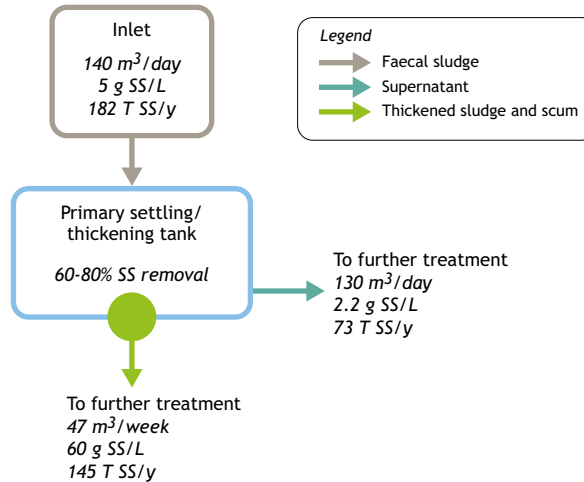 Inlet
140 m³/day
5 g SS/L
182 T SS/y
Legend
Faecal sludge
Supernatant
Thickened sludge and scum
Primary settling/
thickening tank
60-80% SS removal
To further treatment
130 m³/day
2.2 g SS/L
73 T SS/y
To further treatment
47 m³/week
60 g SS/L
145 T SS/y